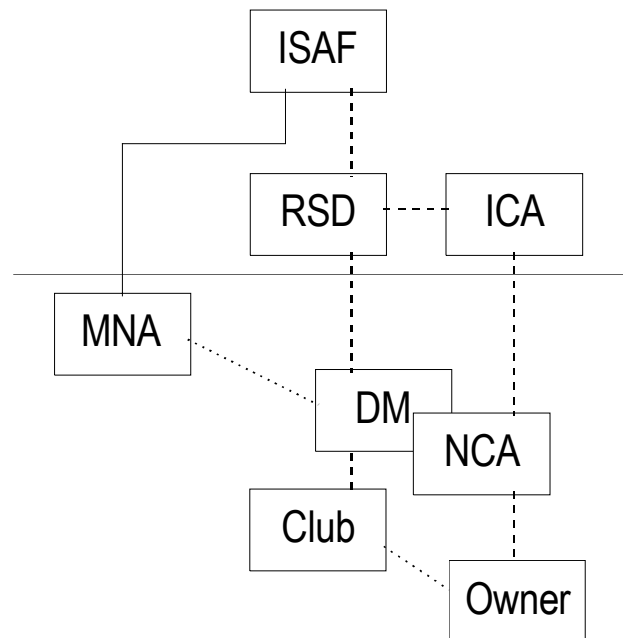 ISAF
RSD
ICA
MNA
DM
NCA
Club
Owner